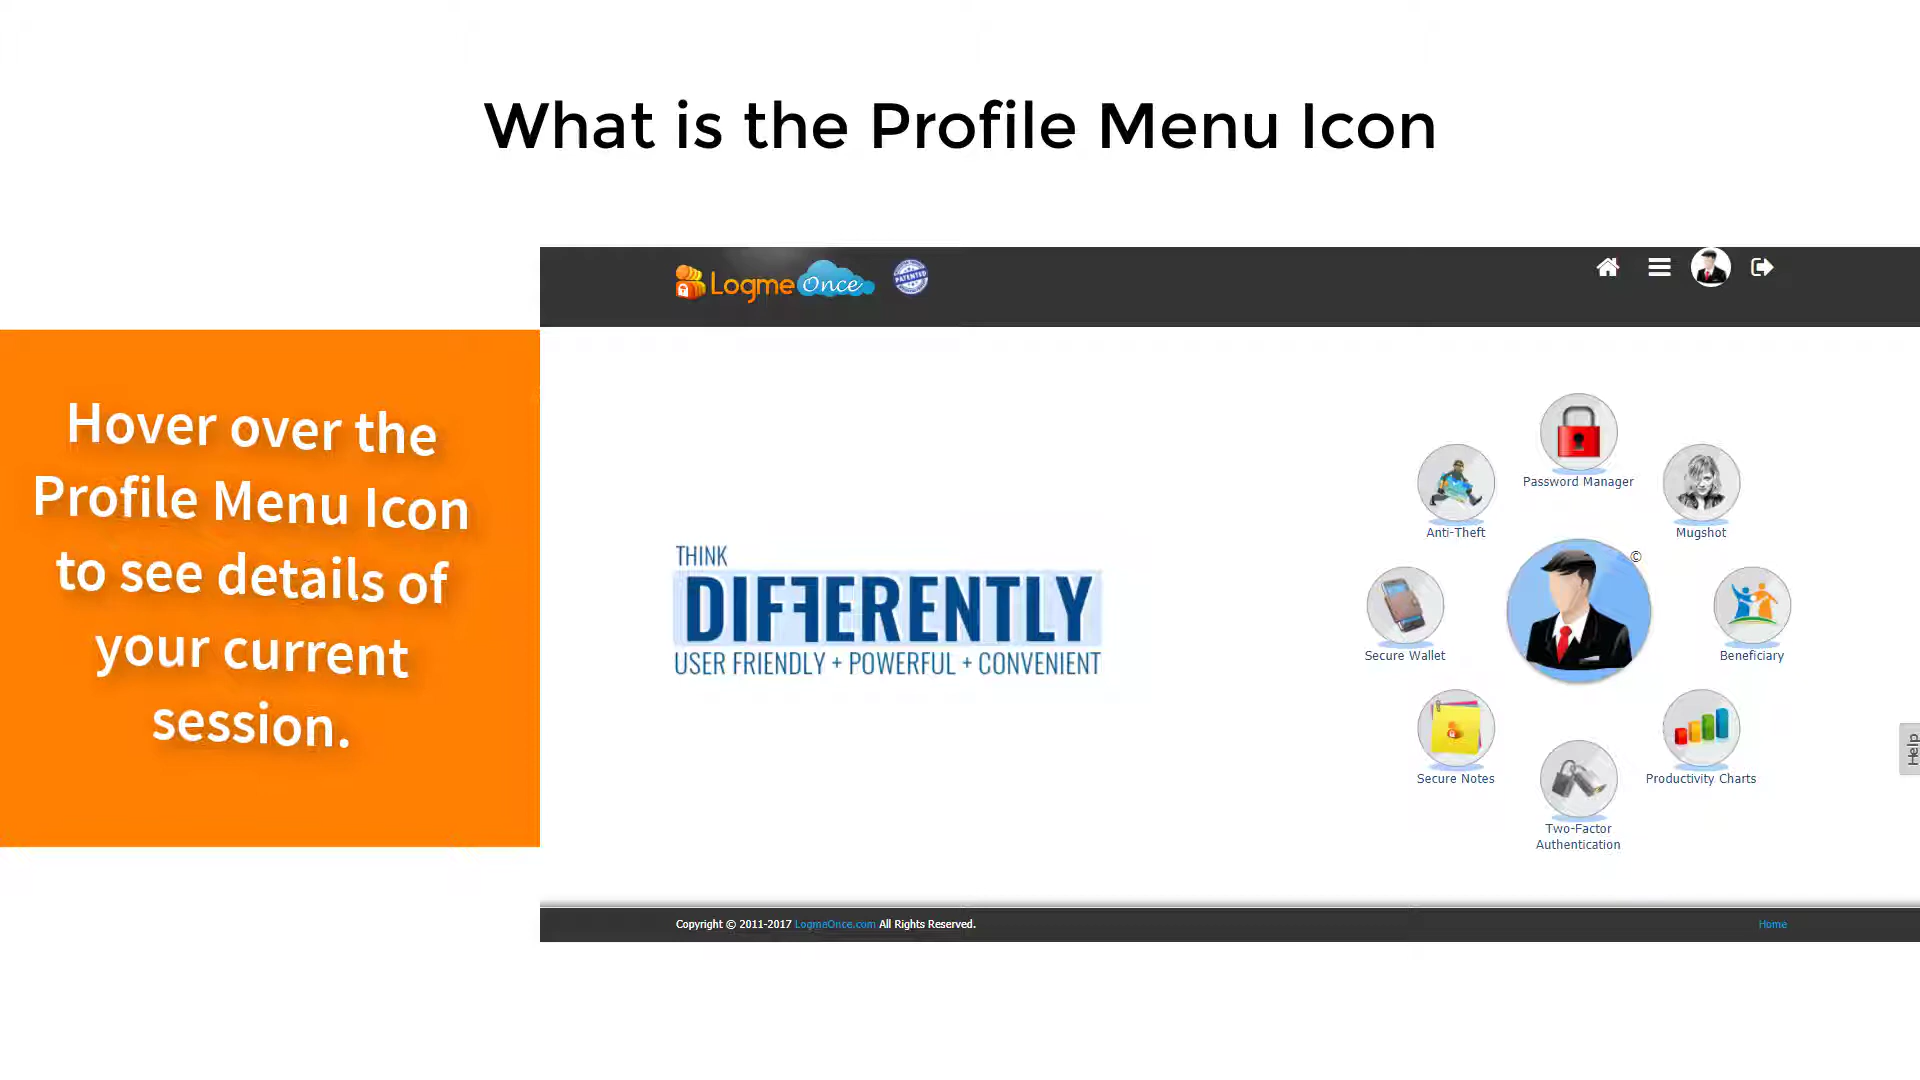 What is the Profile Menu Icon
LogmeOnce
PATENTED
Hover over the
Profile Menu Icon
to see details of
your current
session.
THINK
DIFFERENTLY
USER FRIENDLY + POWERFUL + CONVENIENT
Password Manager
Anti-Theft
Mugshot
©
Secure Wallet
Beneficiary
Secure Notes
Productivity Charts
Two-Factor
Authentication
Help
Copyright © 2011-2017 LogmeOnce.com All Rights Reserved.
Home